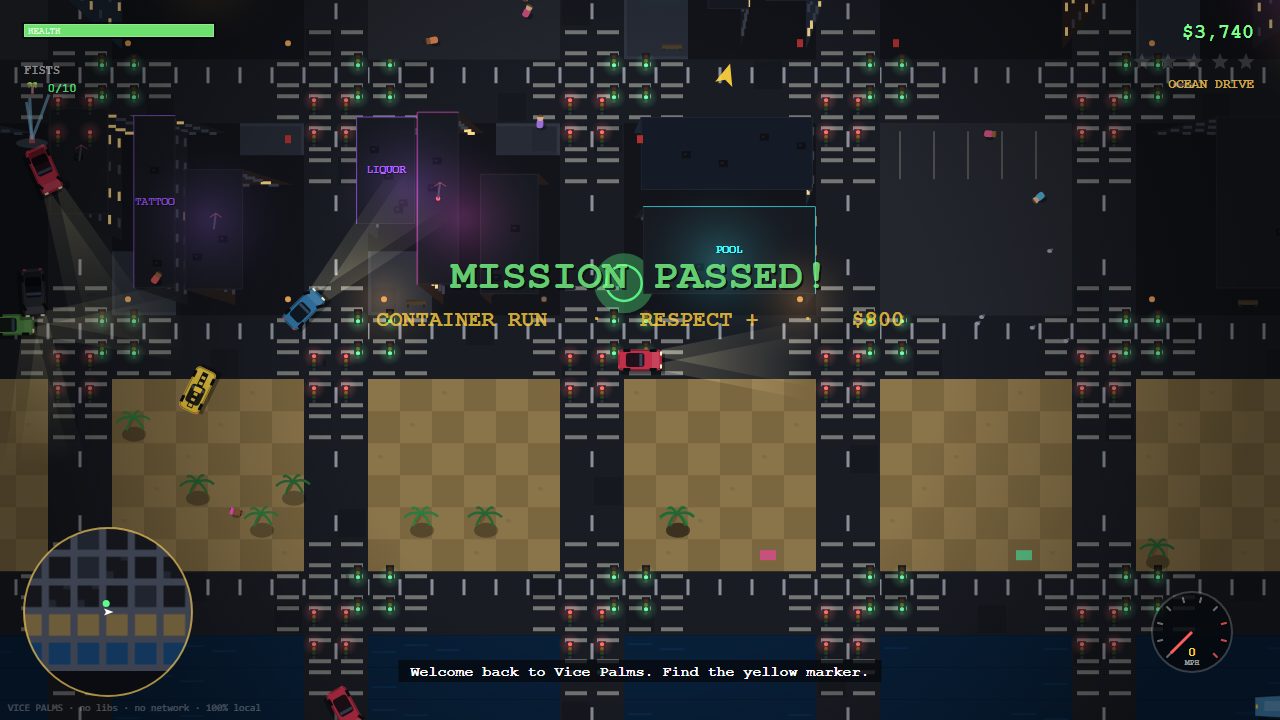 HEALTH
$3,740
FISTS
0/10
OCEAN DRIVE
LIQUOR
TATTOO
POOL
MISSION PASSED!
CONTAINER RUN · RESPECT + · $800
0
MPH
Welcome back to Vice Palms. Find the yellow marker.
VICE PALMS · no libs · no network · 100% local